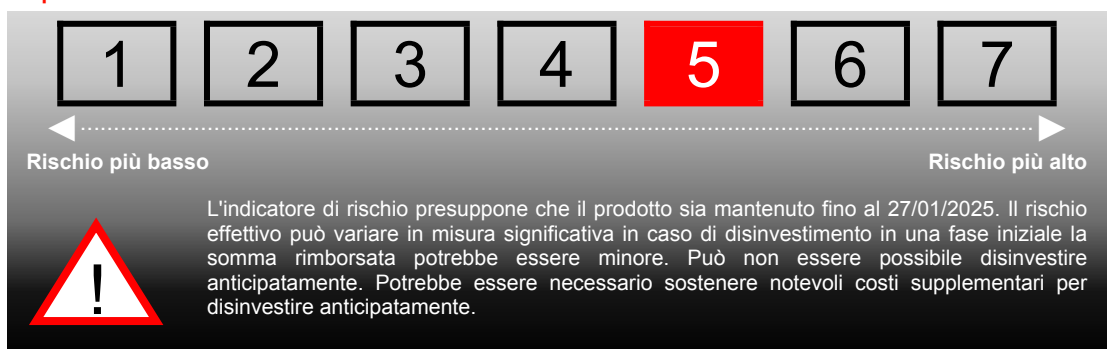 1 2 3 4 5 6 7
Rischio più basso Rischio più alto
L'indicatore di rischio presuppone che il prodotto sia mantenuto fino al 27/01/2025. Il rischio
effettivo può variare in misura significativa in caso di disinvestimento in una fase iniziale la
somma rimborsata potrebbe essere minore. Può non essere possibile disinvestire
anticipatamente. Potrebbe essere necessario sostenere notevoli costi supplementari per
disinvestire anticipatamente.
!